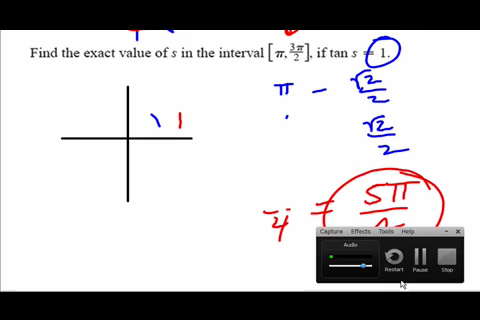 Find the exact value of s in the interval [π, 3π/2], if tan s = 1.
π - √2/2
√2/2
4 = 5π
Capture Effects Tools Help
Audio
Restart Pause Stop